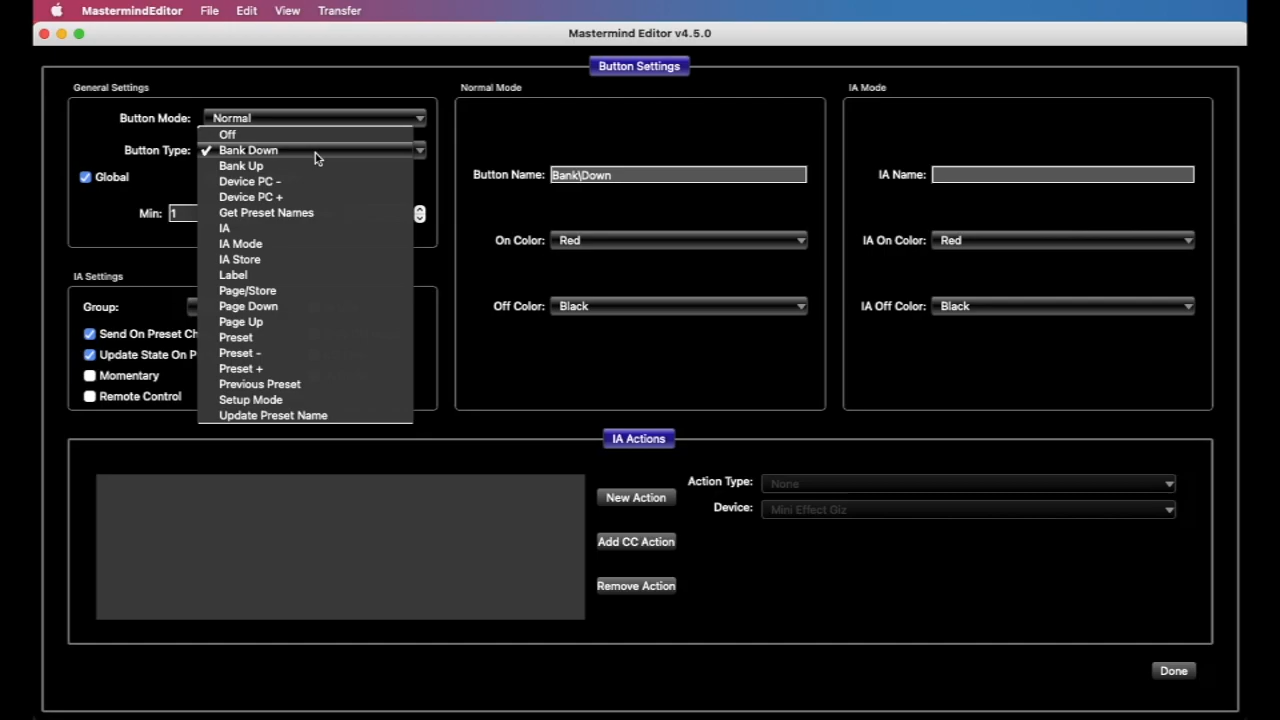 MastermindEditor File Edit View Transfer
Mastermind Editor v4.5.0
Button Settings
General Settings
Button Mode: Normal
Button Type: Bank Down
Off
✓ Bank Down
Bank Up
Device PC -
Device PC +
Get Preset Names
IA
IA Mode
IA Store
Label
Page/Store
Page Down
Page Up
Preset
Preset -
Preset +
Previous Preset
Setup Mode
Update Preset Name
Global
Min: 1
IA Settings
Group:
Send On Preset Ch
Update State On P
Momentary
Remote Control
Normal Mode
Button Name: Bank\Down
On Color: Red
Off Color: Black
IA Mode
IA Name:
IA On Color: Red
IA Off Color: Black
IA Actions
New Action
Add CC Action
Remove Action
Action Type: None
Device: Mini Effect Giz
Done